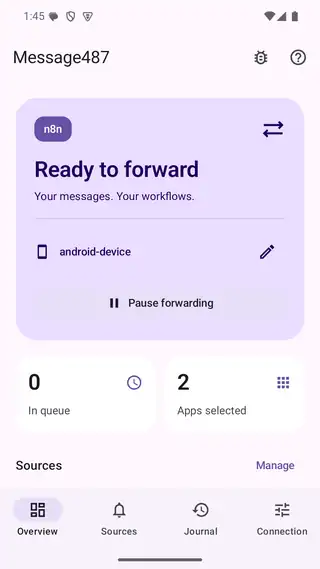 1:45
Message487
n8n
Ready to forward
Your messages. Your workflows.
android-device
Pause forwarding
0
In queue
2
Apps selected
Sources
Manage
Overview
Sources
Journal
Connection